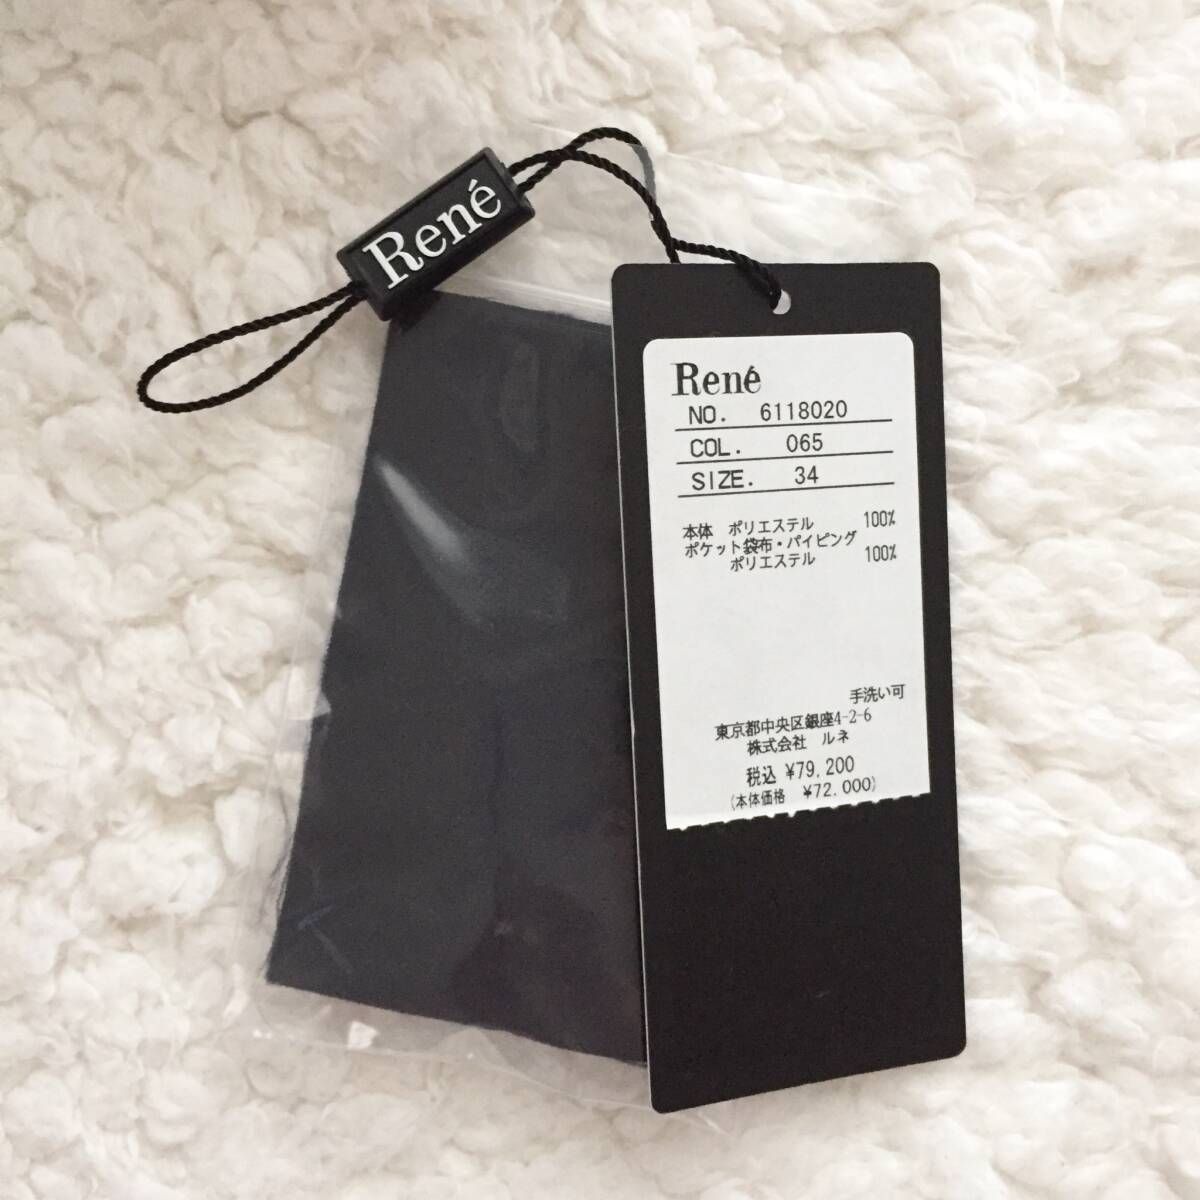 René
René
NO. 6118020
COL. 065
SIZE. 34
本体 ポリエステル 100%
ポケット袋布・パイピング
ポリエステル 100%
手洗い可
東京都中央区銀座4-2-6
株式会社 ルネ
税込 ¥79,200
(本体価格 ¥72,000)